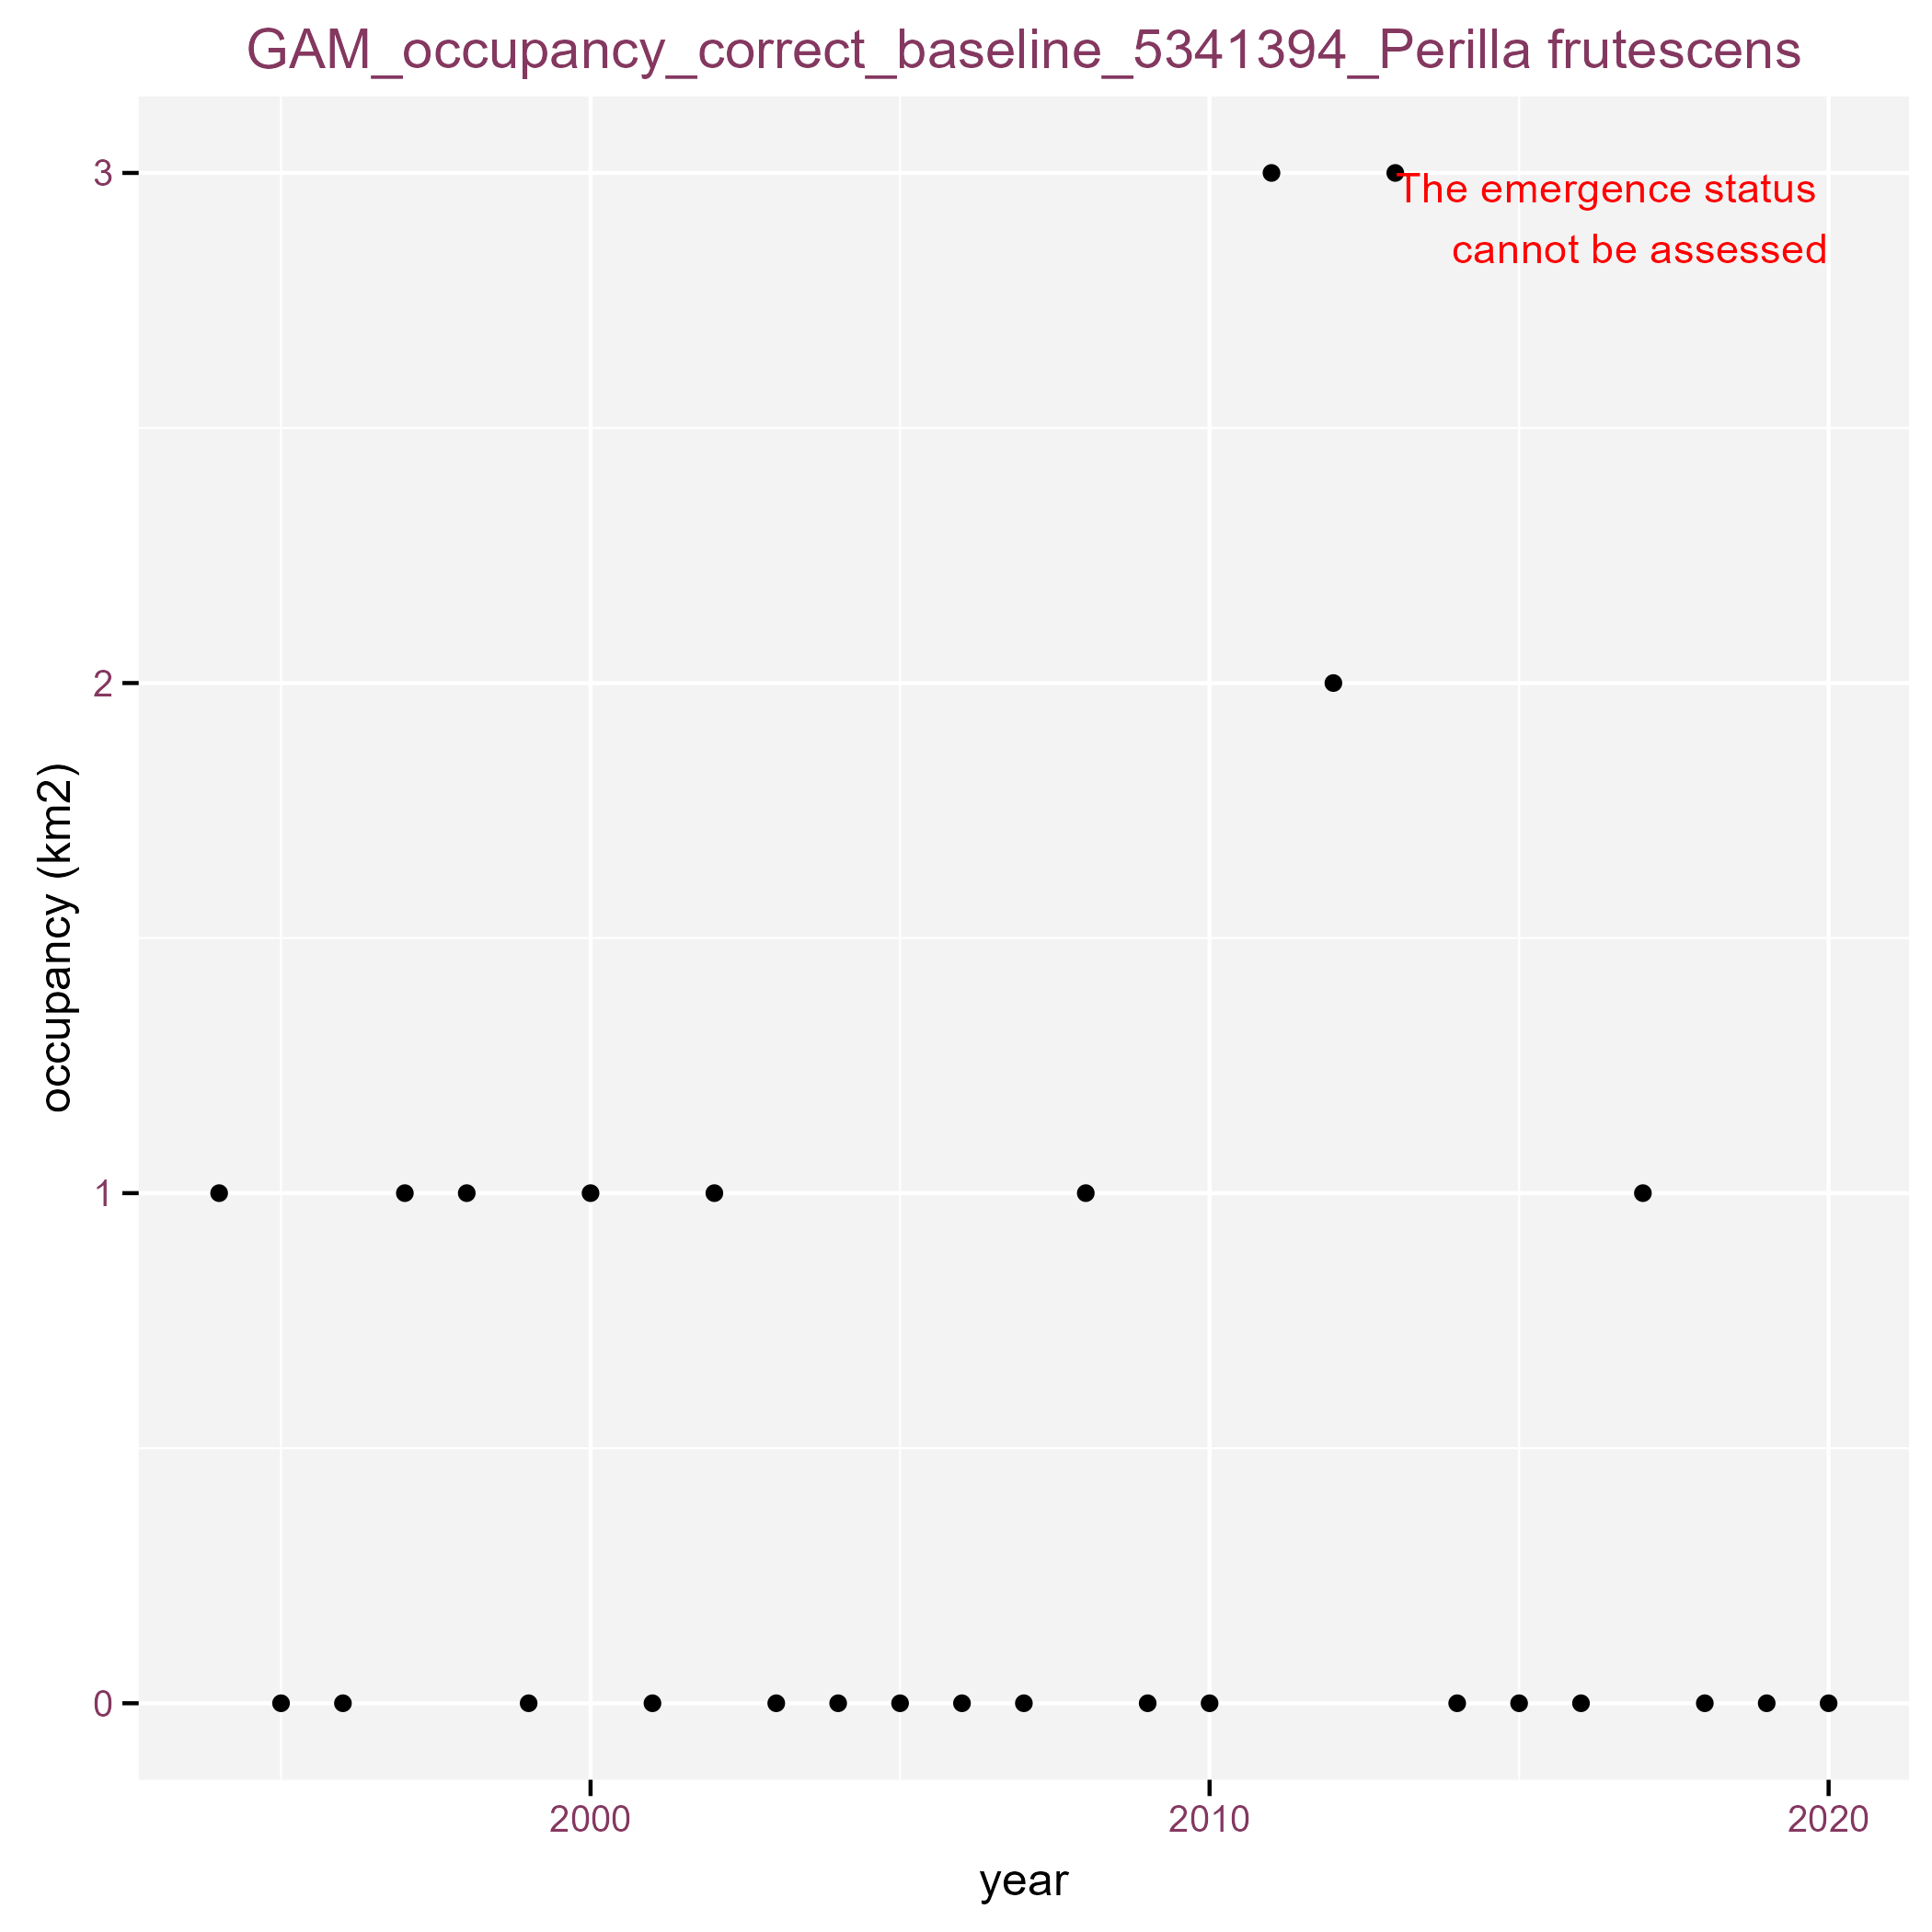 GAM_occupancy_correct_baseline_5341394_Perilla frutescens
3
The emergence status
cannot be assessed
2
occupancy (km2)
1
0
2000 2010 2020
year